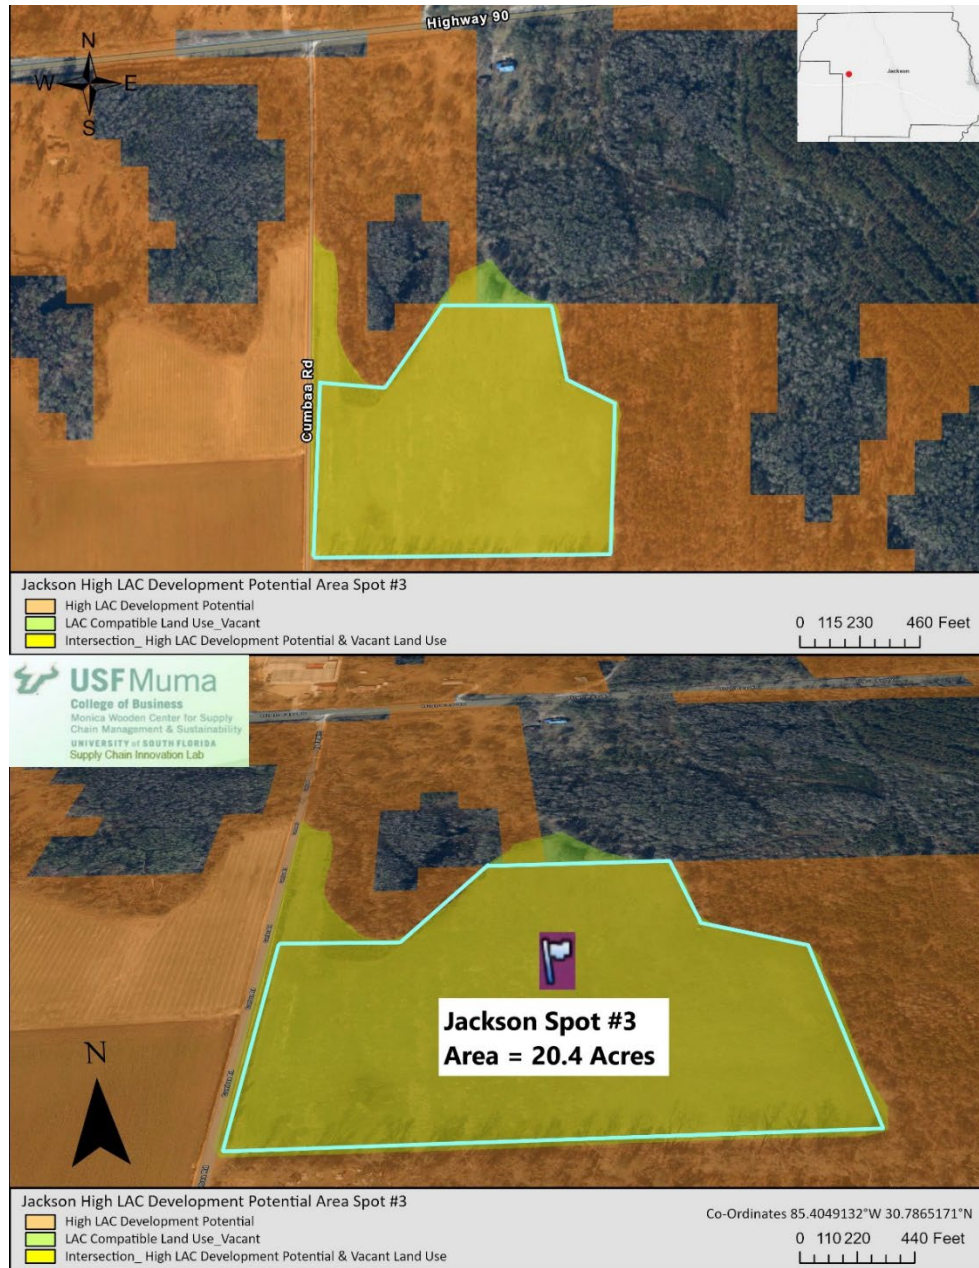 Highway 90
N
W E
S
Jackson
Cumbaa Rd
Jackson High LAC Development Potential Area Spot #3
High LAC Development Potential
LAC Compatible Land Use_Vacant
Intersection_ High LAC Development Potential & Vacant Land Use
0 115 230 460 Feet
USF Muma
College of Business
Monica Wooden Center for Supply
Chain Management & Sustainability
UNIVERSITY of SOUTH FLORIDA
Supply Chain Innovation Lab
Jackson Spot #3
Area = 20.4 Acres
N
Jackson High LAC Development Potential Area Spot #3
High LAC Development Potential
LAC Compatible Land Use_Vacant
Intersection_ High LAC Development Potential & Vacant Land Use
Co-Ordinates 85.4049132°W 30.7865171°N
0 110 220 440 Feet